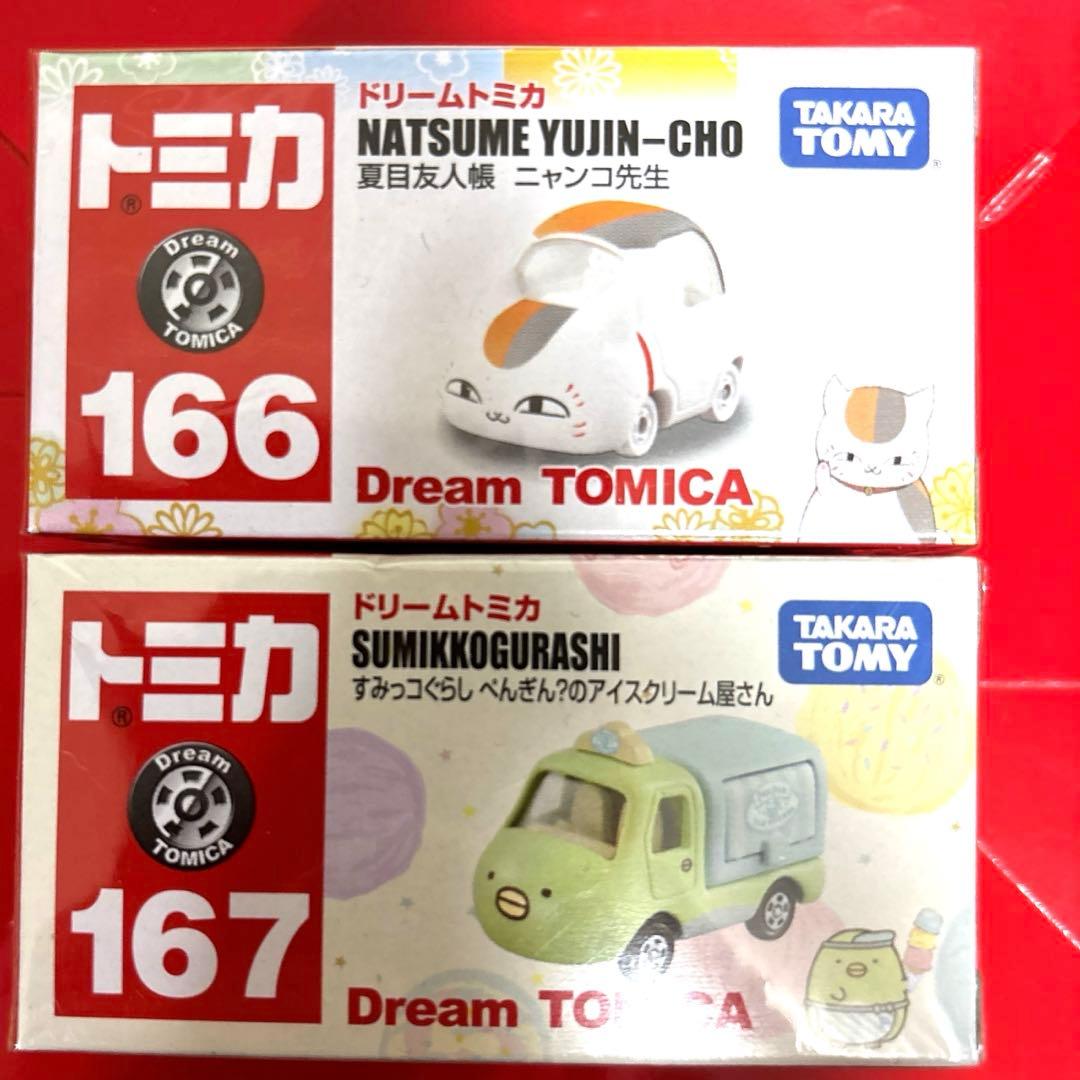 トミカ
®
Dream
TOMICA
166
ドリームトミカ
NATSUME YUJIN-CHO
夏目友人帳 ニャンコ先生
TAKARA
TOMY
®
Dream TOMICA
トミカ
®
Dream
TOMICA
167
ドリームトミカ
SUMIKKOGURASHI
すみっコぐらし ぺんぎん?のアイスクリーム屋さん
TAKARA
TOMY
®
Dream TOMICA